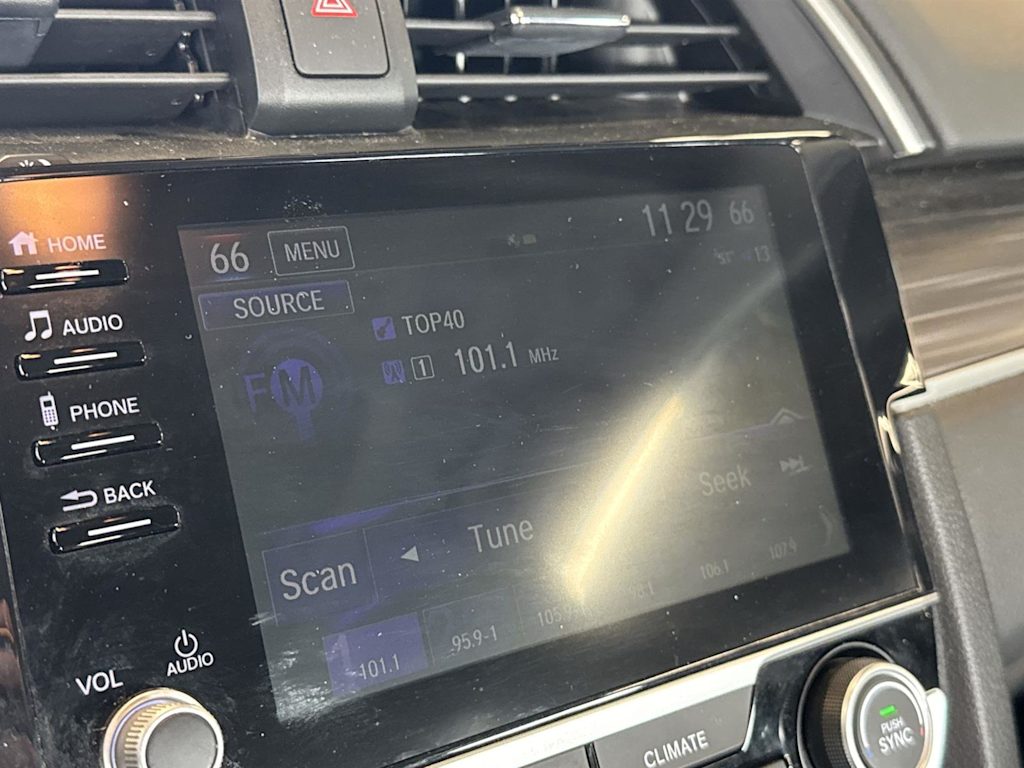 HOME
AUDIO
PHONE
BACK
VOL
AUDIO
66
MENU
11 29
66
13
SOURCE
FM
TOP40
1
101.1 MHz
Scan
Tune
Seek
101.1
95.9-1
106.1
107.9
CLIMATE
PUSH
SYNC